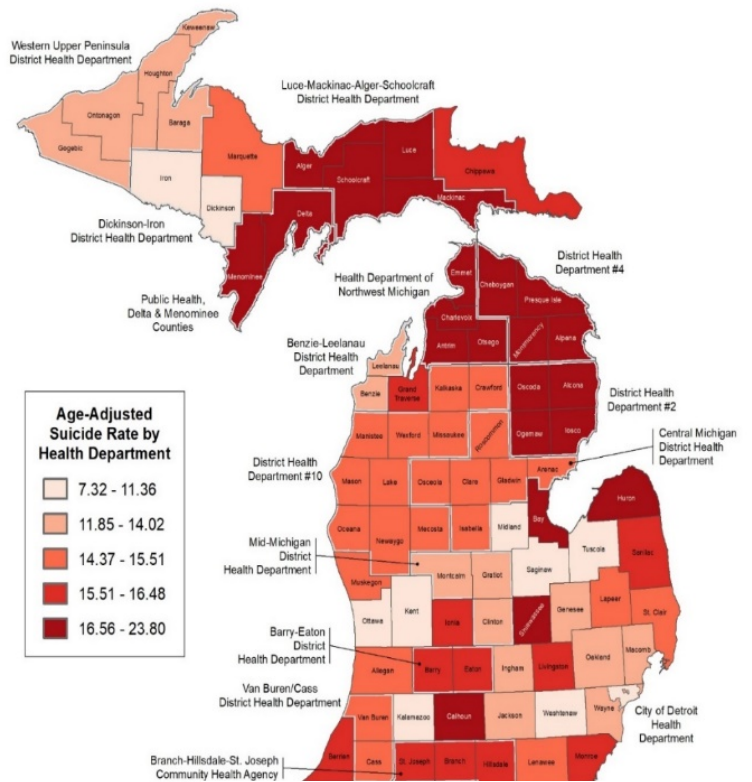 Keweenaw
Western Upper Peninsula
District Health Department
Houghton
Ontonagon
Baraga
Gogebic
Marquette
Iron
Dickinson
Dickinson-Iron
District Health Department
Luce-Mackinac-Alger-Schoolcraft
District Health Department
Alger
Luce
Schoolcraft
Chippewa
Mackinac
Delta
Menominee
Public Health,
Delta & Menominee
Counties
Health Department of
Northwest Michigan
District Health
Department #4
Emmet
Cheboygan
Presque Isle
Charlevoix
Antrim
Otsego
Montmorency
Alpena
Benzie-Leelanau
District Health
Department
Leelanau
Benzie
Grand
Traverse
Kalkaska
Crawford
Oscoda
Alcona
District Health
Department #2
Age-Adjusted
Suicide Rate by
Health Department
7.32 - 11.36
11.85 - 14.02
14.37 - 15.51
15.51 - 16.48
16.56 - 23.80
Manistee
Wexford
Missaukee
Roscommon
Ogemaw
Iosco
Central Michigan
District Health
Department
District Health
Department #10
Mason
Lake
Osceola
Clare
Gladwin
Arenac
Huron
Oceana
Newaygo
Mecosta
Isabella
Midland
Bay
Mid-Michigan
District
Health Department
Tuscola
Sanilac
Saginaw
Montcalm
Gratiot
Muskegon
Ottawa
Kent
Ionia
Clinton
Shiawassee
Genesee
Lapeer
St. Clair
Barry-Eaton
District
Health Department
Allegan
Barry
Eaton
Ingham
Livingston
Oakland
Macomb
Van Buren/Cass
District Health Department
Van Buren
Kalamazoo
Calhoun
Jackson
Washtenaw
Wayne
City of Detroit
Health
Department
Branch-Hillsdale-St. Joseph
Community Health Agency
Berrien
Cass
St. Joseph
Branch
Hillsdale
Lenawee
Monroe